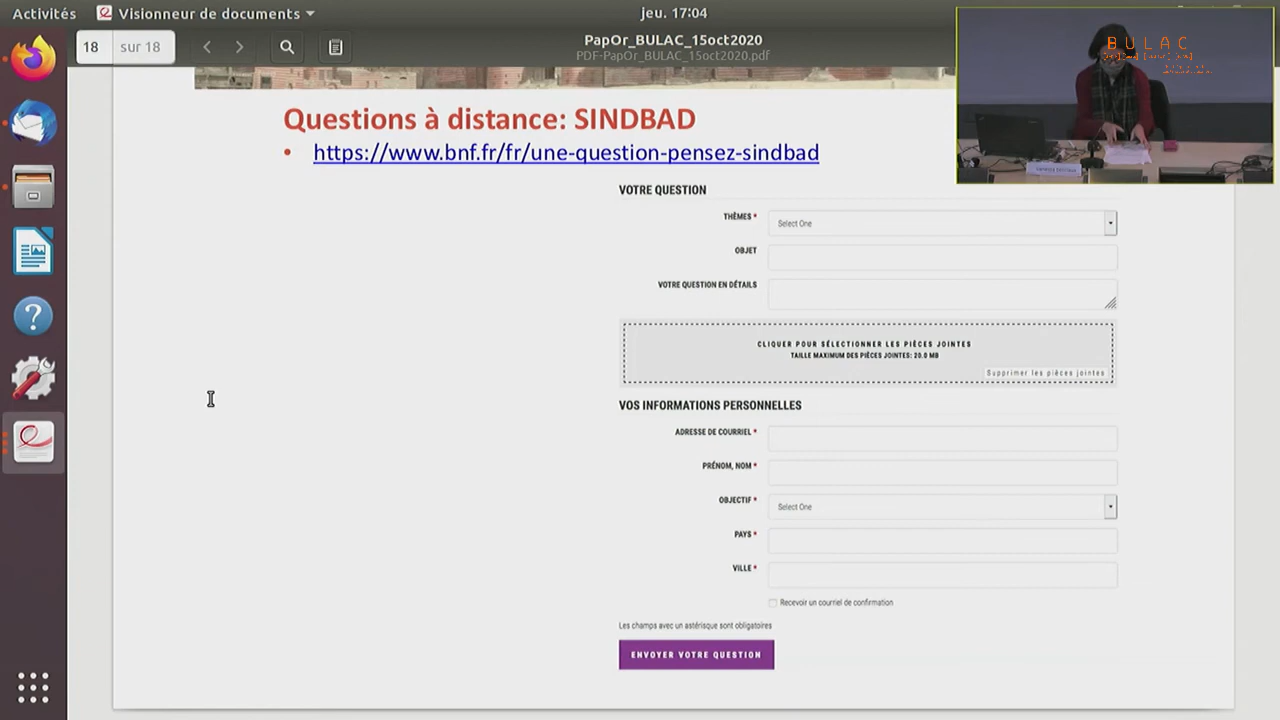 Activités
Visionneur de documents
jeu. 17:04
18 sur 18
PapOr_BULAC_15oct2020
PDF-PapOr_BULAC_15oct2020.pdf
BULAC
Questions à distance: SINDBAD
• https://www.bnf.fr/fr/une-question-pensez-sindbad
VOTRE QUESTION
THÈMES *
Select One
OBJET
VOTRE QUESTION EN DÉTAILS
CLIQUER POUR SÉLECTIONNER LES PIÈCES JOINTES
TAILLE MAXIMUM DES PIÈCES JOINTES: 20.0 MB
Supprimer les pièces jointes
VOS INFORMATIONS PERSONNELLES
ADRESSE DE COURRIEL *
PRÉNOM, NOM *
OBJECTIF *
Select One
PAYS *
VILLE *
Recevoir un courriel de confirmation
Les champs avec un astérisque sont obligatoires
ENVOYER VOTRE QUESTION